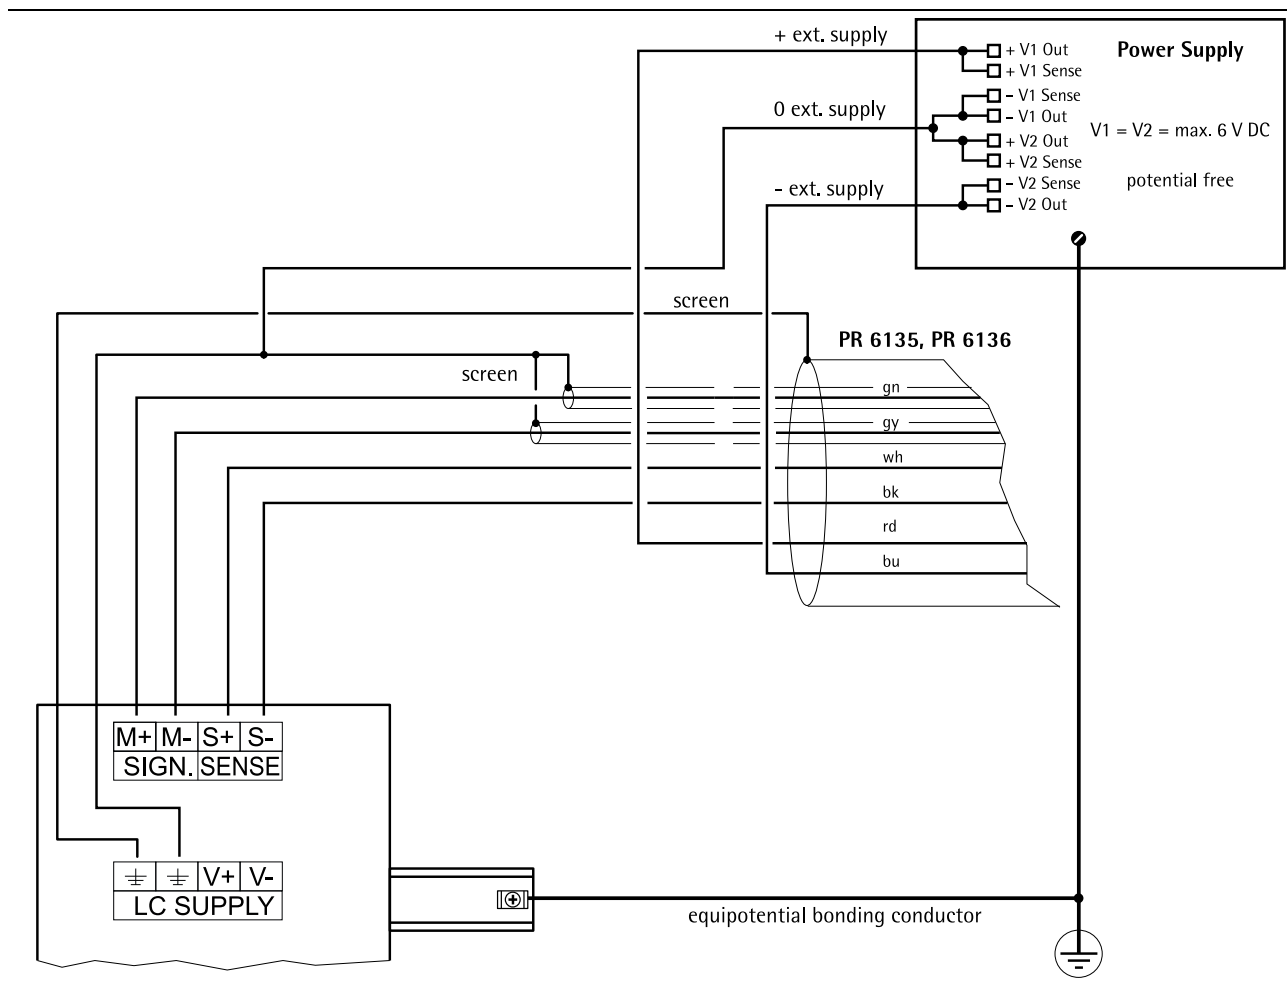 + ext. supply
+ V1 Out
Power Supply
+ V1 Sense
- V1 Sense
0 ext. supply
- V1 Out
V1 = V2 = max. 6 V DC
+ V2 Out
+ V2 Sense
- ext. supply
- V2 Sense
potential free
- V2 Out
screen
PR 6135, PR 6136
screen
gn
gy
wh
bk
rd
bu
M+ M- S+ S-
SIGN. SENSE
V+ V-
LC SUPPLY
equipotential bonding conductor